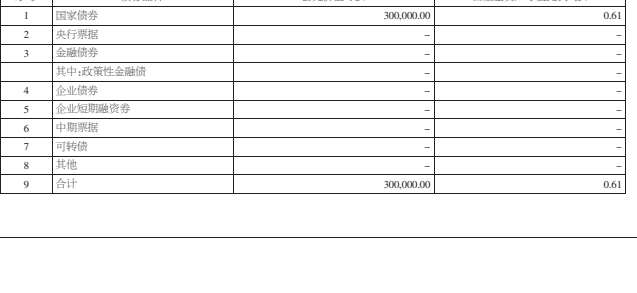 1 国家债券 300,000.00 0.61
2 央行票据 – –
3 金融债券 – –
其中:政策性金融债 – –
4 企业债券 – –
5 企业短期融资券 – –
6 中期票据 – –
7 可转债 – –
8 其他 – –
9 合计 300,000.00 0.61